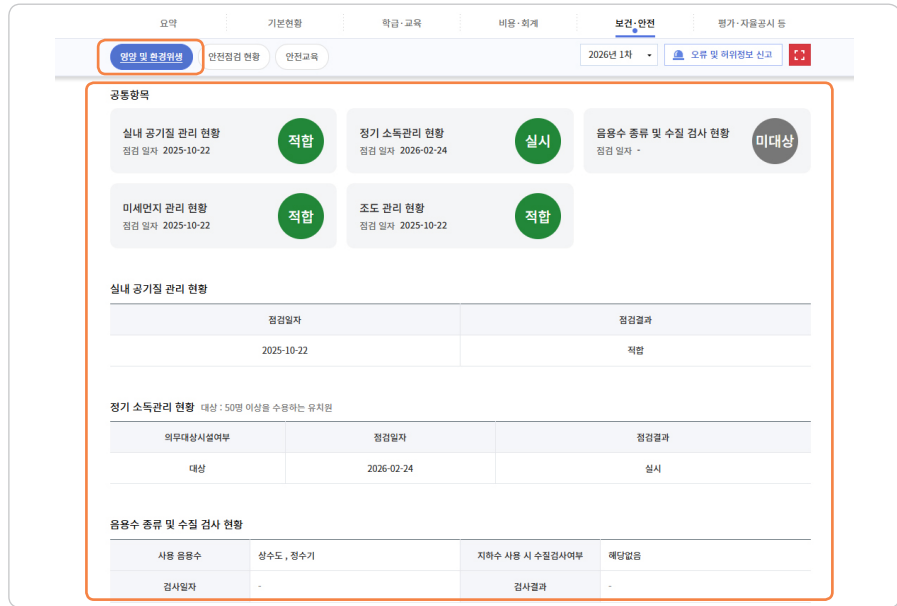 요약 기본현황 학급·교육 비용·회계 보건·안전 평가·자율공시 등
영양 및 환경위생 안전점검 현황 안전교육 2026년 1차 오류 및 허위정보 신고
공통항목
실내 공기질 관리 현황
점검 일자 2025-10-22
적합
정기 소독관리 현황
점검 일자 2026-02-24
실시
음용수 종류 및 수질 검사 현황
점검 일자 -
미대상
미세먼지 관리 현황
점검 일자 2025-10-22
적합
조도 관리 현황
점검 일자 2025-10-22
적합
실내 공기질 관리 현황
점검일자 점검결과
2025-10-22 적합
정기 소독관리 현황 대상 : 50명 이상을 수용하는 유치원
의무대상시설여부 점검일자 점검결과
대상 2026-02-24 실시
음용수 종류 및 수질 검사 현황
사용 음용수 상수도 , 정수기 지하수 사용 시 수질검사여부 해당없음
검사일자 - 검사결과 -